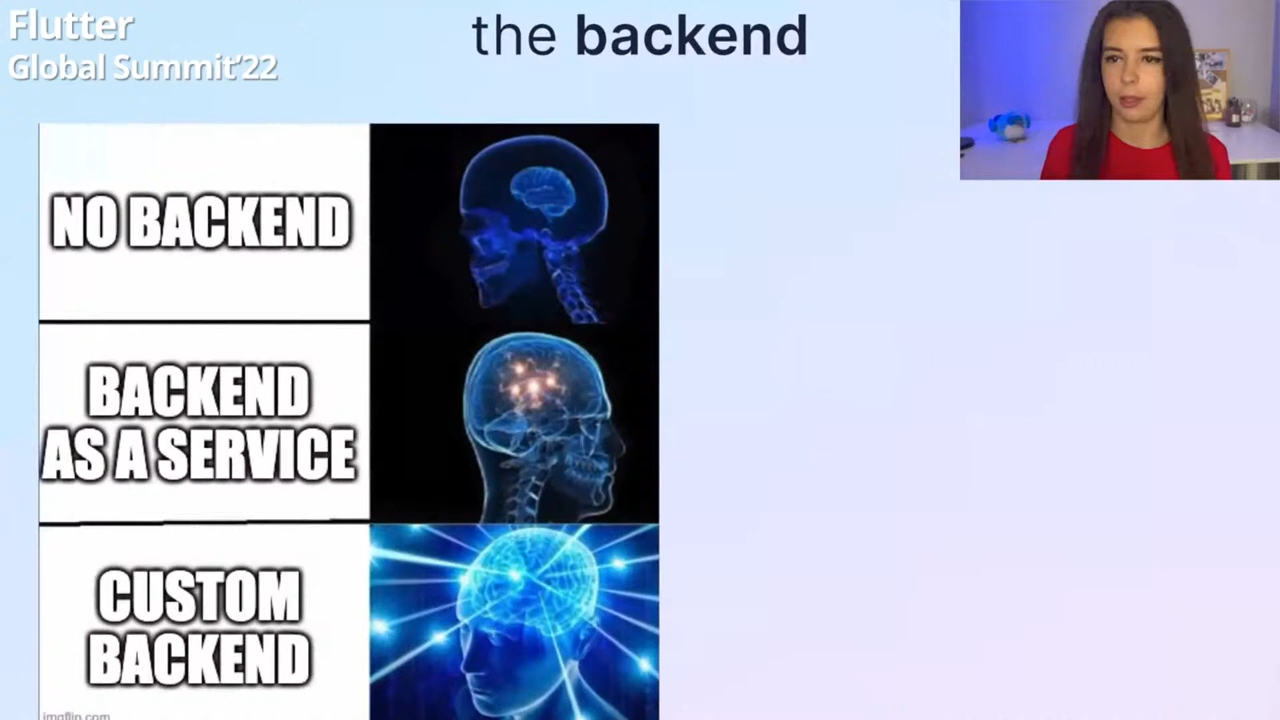 Flutter
Global Summit'22
the backend
NO BACKEND
BACKEND
AS A SERVICE
CUSTOM
BACKEND
imgflip.com